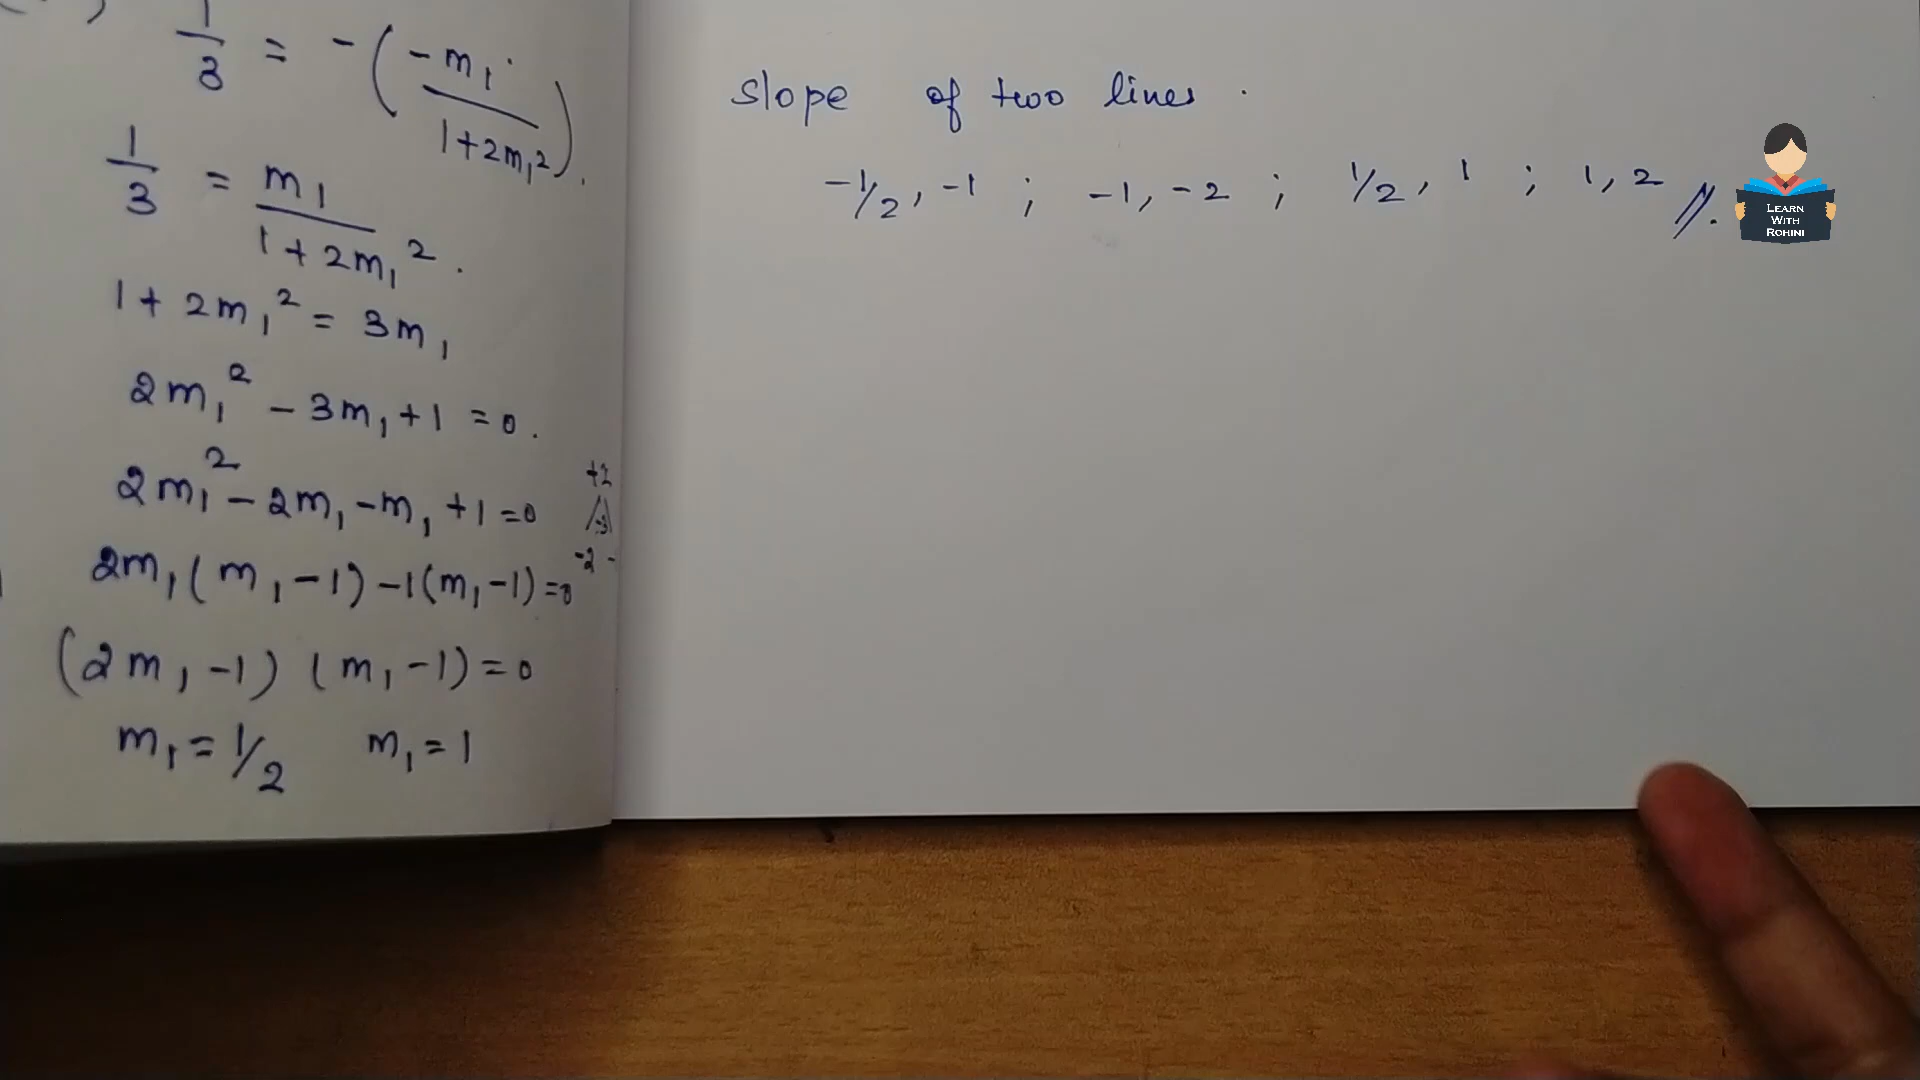 1/3 = -(-m₁ / 1+2m₁²).
1/3 = m₁ / 1+2m₁².
1+2m₁² = 3m₁
2m₁² - 3m₁ + 1 = 0.
2m₁² - 2m₁ - m₁ + 1 = 0
2m₁(m₁-1) -1(m₁-1) = 0
(2m₁-1) (m₁-1) = 0
m₁ = 1/2 m₁ = 1
slope of two lines.
-1/2, -1 ; -1, -2 ; 1/2, 1 ; 1, 2 //.
LEARN
WITH
ROHINI